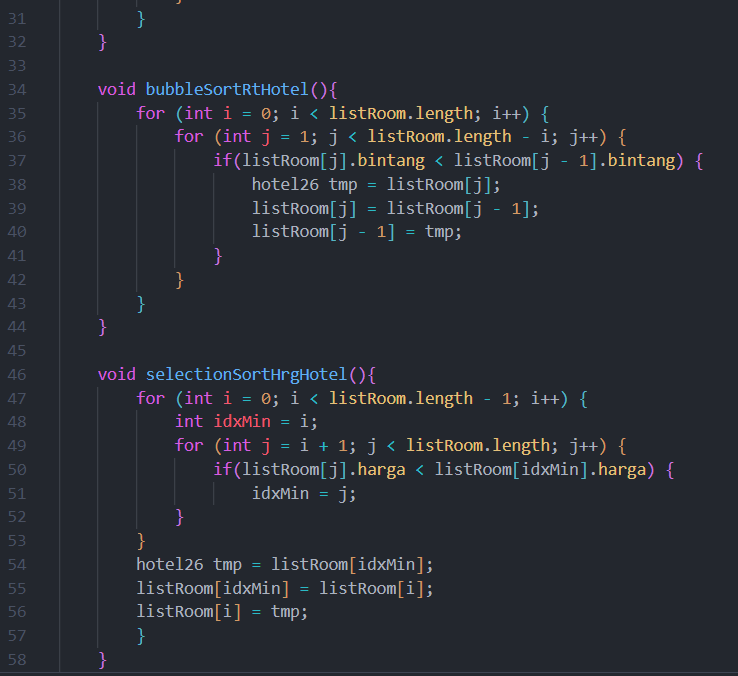 31 }
32 }
33
34 void bubbleSortRtHotel(){
35 for (int i = 0; i < listRoom.length; i++) {
36 for (int j = 1; j < listRoom.length - i; j++) {
37 if(listRoom[j].bintang < listRoom[j - 1].bintang) {
38 hotel26 tmp = listRoom[j];
39 listRoom[j] = listRoom[j - 1];
40 listRoom[j - 1] = tmp;
41 }
42 }
43 }
44 }
45
46 void selectionSortHrgHotel(){
47 for (int i = 0; i < listRoom.length - 1; i++) {
48 int idxMin = i;
49 for (int j = i + 1; j < listRoom.length; j++) {
50 if(listRoom[j].harga < listRoom[idxMin].harga) {
51 idxMin = j;
52 }
53 }
54 hotel26 tmp = listRoom[idxMin];
55 listRoom[idxMin] = listRoom[i];
56 listRoom[i] = tmp;
57 }
58 }